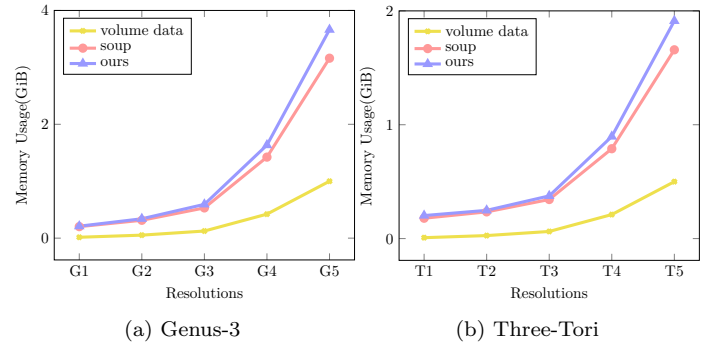 4
2
0
Memory Usage(GiB)
volume data
soup
ours
G1 G2 G3 G4 G5
Resolutions
(a) Genus-3
2
1
0
Memory Usage(GiB)
volume data
soup
ours
T1 T2 T3 T4 T5
Resolutions
(b) Three-Tori